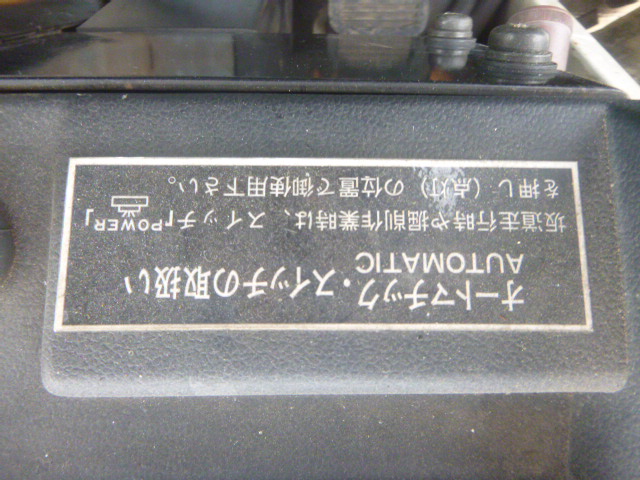 オートマチック・スイッチの取扱い
AUTOMATIC
坂道走行時や掘削作業時は、スイッチ「POWER」
を押し（点灯）の位置で御使用下さい。